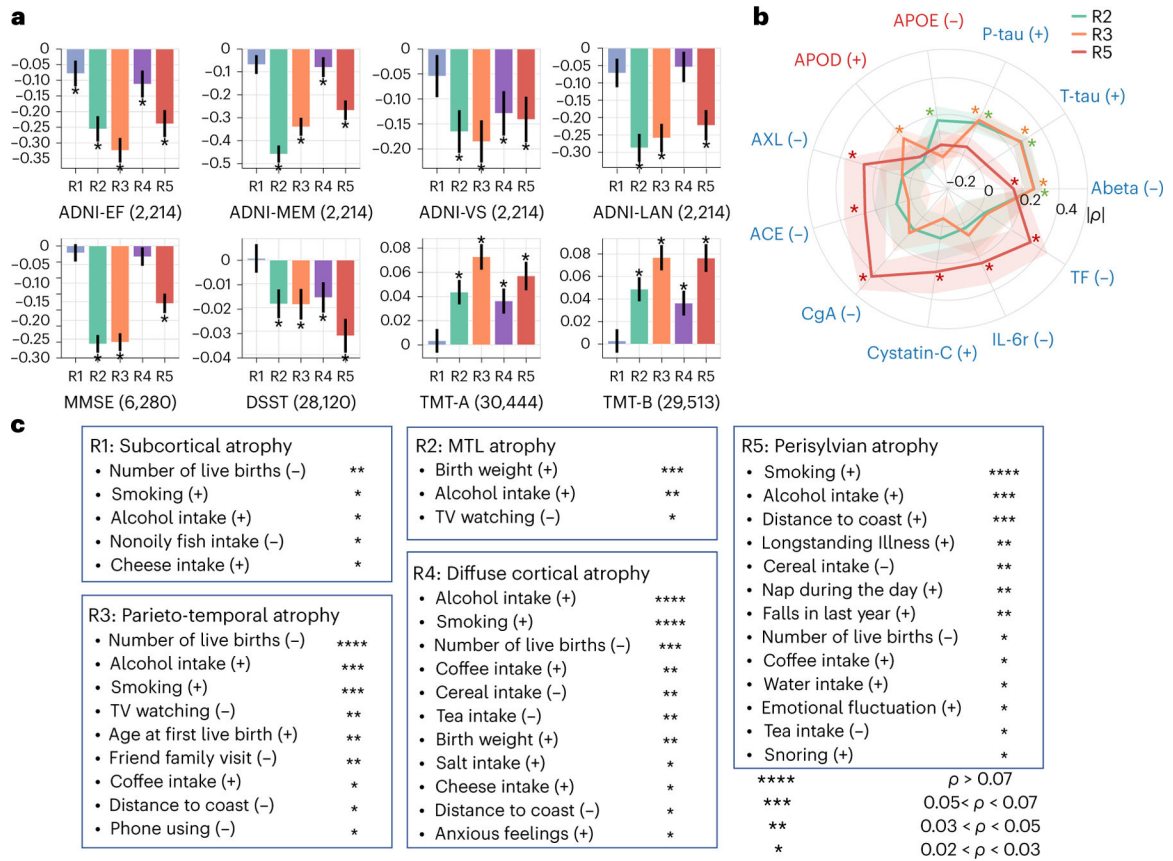 a
0
−0.05
−0.10
−0.15
−0.20
−0.25
−0.30
−0.35
* * * * *
R1 R2 R3 R4 R5
ADNI-EF (2,214)
0
−0.1
−0.2
−0.3
−0.4
−0.5
* * * *
R1 R2 R3 R4 R5
ADNI-MEM (2,214)
0
−0.05
−0.10
−0.15
−0.20
* * * *
R1 R2 R3 R4 R5
ADNI-VS (2,214)
0
−0.05
−0.10
−0.15
−0.20
−0.25
−0.30
* * *
R1 R2 R3 R4 R5
ADNI-LAN (2,214)
0
−0.05
−0.10
−0.15
−0.20
−0.25
−0.30
* * *
R1 R2 R3 R4 R5
MMSE (6,280)
0
−0.01
−0.02
−0.03
−0.04
* * * *
R1 R2 R3 R4 R5
DSST (28,120)
0.08
0.06
0.04
0.02
0
* * * *
R1 R2 R3 R4 R5
TMT-A (30,444)
0.08
0.06
0.04
0.02
0
* * * *
R1 R2 R3 R4 R5
TMT-B (29,513)
b
R2
R3
R5
APOE (−)
P-tau (+)
T-tau (+)
Abeta (−)
TF (−)
IL-6r (−)
Cystatin-C (+)
CgA (−)
ACE (−)
AXL (−)
APOD (+)
−0.2 0 0.2 0.4
|ρ|
c
R1: Subcortical atrophy
• Number of live births (−) **
• Smoking (+) *
• Alcohol intake (+) *
• Nonoily fish intake (−) *
• Cheese intake (+) *
R2: MTL atrophy
• Birth weight (+) ***
• Alcohol intake (+) **
• TV watching (−) *
R3: Parieto-temporal atrophy
• Number of live births (−) ****
• Alcohol intake (+) ***
• Smoking (+) ***
• TV watching (−) **
• Age at first live birth (+) **
• Friend family visit (−) **
• Coffee intake (+) *
• Distance to coast (−) *
• Phone using (−) *
R4: Diffuse cortical atrophy
• Alcohol intake (+) ****
• Smoking (+) ****
• Number of live births (−) ***
• Coffee intake (+) **
• Cereal intake (−) **
• Tea intake (−) **
• Birth weight (+) **
• Salt intake (+) *
• Cheese intake (+) *
• Distance to coast (−) *
• Anxious feelings (+) *
R5: Perisylvian atrophy
• Smoking (+) ****
• Alcohol intake (+) ***
• Distance to coast (+) ***
• Longstanding Illness (+) **
• Cereal intake (−) **
• Nap during the day (+) **
• Falls in last year (+) **
• Number of live births (−) *
• Coffee intake (+) *
• Water intake (+) *
• Emotional fluctuation (+) *
• Tea intake (−) *
• Snoring (+) *
**** ρ > 0.07
*** 0.05< ρ < 0.07
** 0.03 < ρ < 0.05
* 0.02 < ρ < 0.03